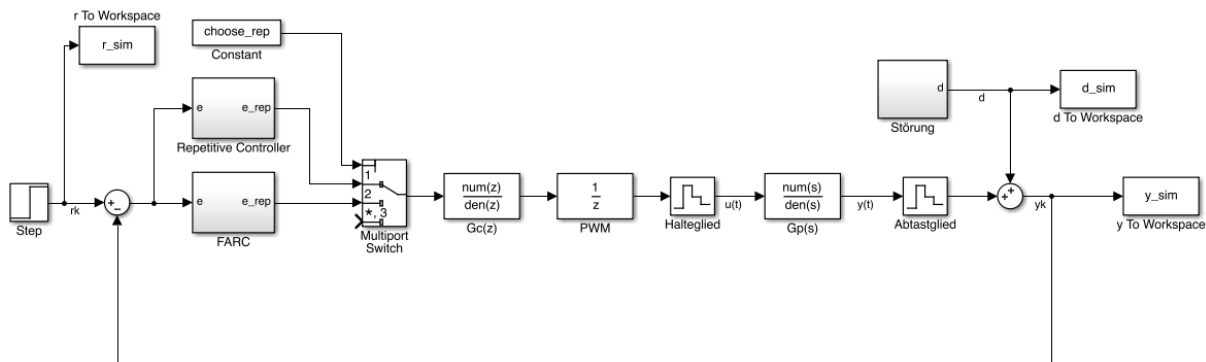 r To Workspace
r_sim
choose_rep
Constant
e
e_rep
Repetitive Controller
Step
rk
+
−
e
e_rep
FARC
1
2
*, 3
Multiport
Switch
num(z)
den(z)
Gc(z)
1
z
PWM
Halteglied
u(t)
num(s)
den(s)
Gp(s)
y(t)
Abtastglied
d
Störung
d
d_sim
d To Workspace
+
+
yk
y_sim
y To Workspace